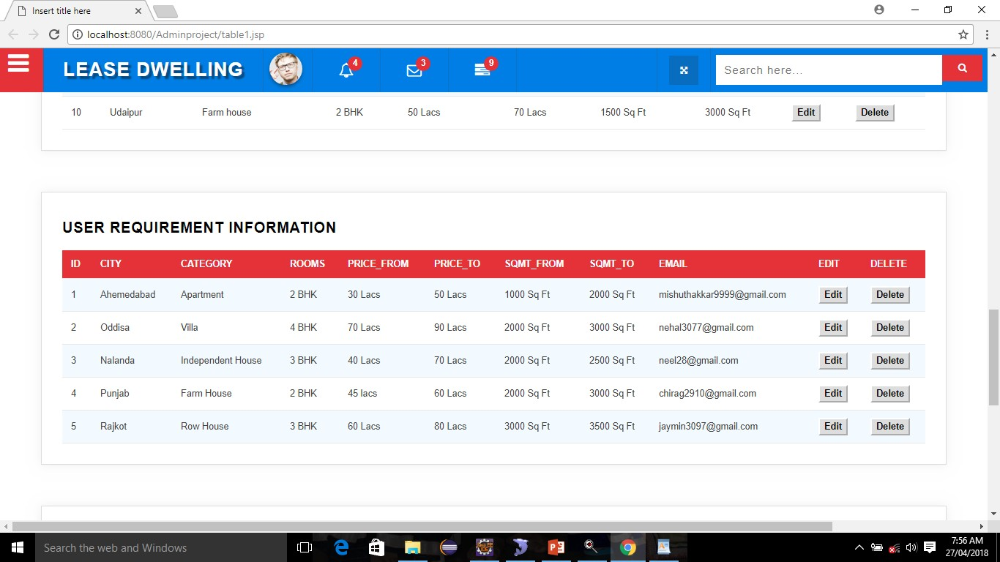 Insert title here
localhost:8080/Adminproject/table1.jsp
LEASE DWELLING 4 3 9 Search here...
10 Udaipur Farm house 2 BHK 50 Lacs 70 Lacs 1500 Sq Ft 3000 Sq Ft Edit Delete
USER REQUIREMENT INFORMATION
ID CITY CATEGORY ROOMS PRICE_FROM PRICE_TO SQMT_FROM SQMT_TO EMAIL EDIT DELETE
1 Ahemedabad Apartment 2 BHK 30 Lacs 50 Lacs 1000 Sq Ft 2000 Sq Ft mishuthakkar9999@gmail.com Edit Delete
2 Oddisa Villa 4 BHK 70 Lacs 90 Lacs 2000 Sq Ft 3000 Sq Ft nehal3077@gmail.com Edit Delete
3 Nalanda Independent House 3 BHK 40 Lacs 70 Lacs 2000 Sq Ft 2500 Sq Ft neel28@gmail.com Edit Delete
4 Punjab Farm House 2 BHK 45 lacs 60 Lacs 2000 Sq Ft 3000 Sq Ft chirag2910@gmail.com Edit Delete
5 Rajkot Row House 3 BHK 60 Lacs 80 Lacs 3000 Sq Ft 3500 Sq Ft jaymin3097@gmail.com Edit Delete
Search the web and Windows
7:56 AM
27/04/2018